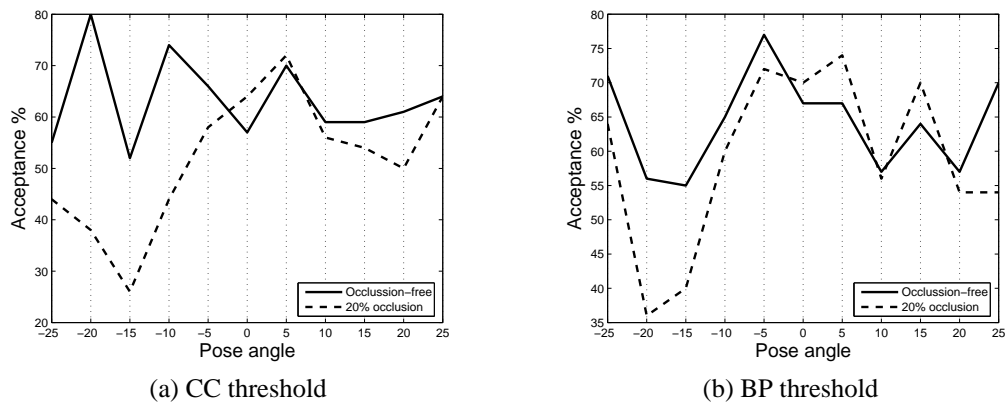 80
70
60
50
40
30
20
Acceptance %
−25 −20 −15 −10 −5 0 5 10 15 20 25
Pose angle
Occlussion−free
20% occlusion
(a) CC threshold
80
75
70
65
60
55
50
45
40
35
Acceptance %
−25 −20 −15 −10 −5 0 5 10 15 20 25
Pose angle
Occlussion−free
20% occlusion
(b) BP threshold